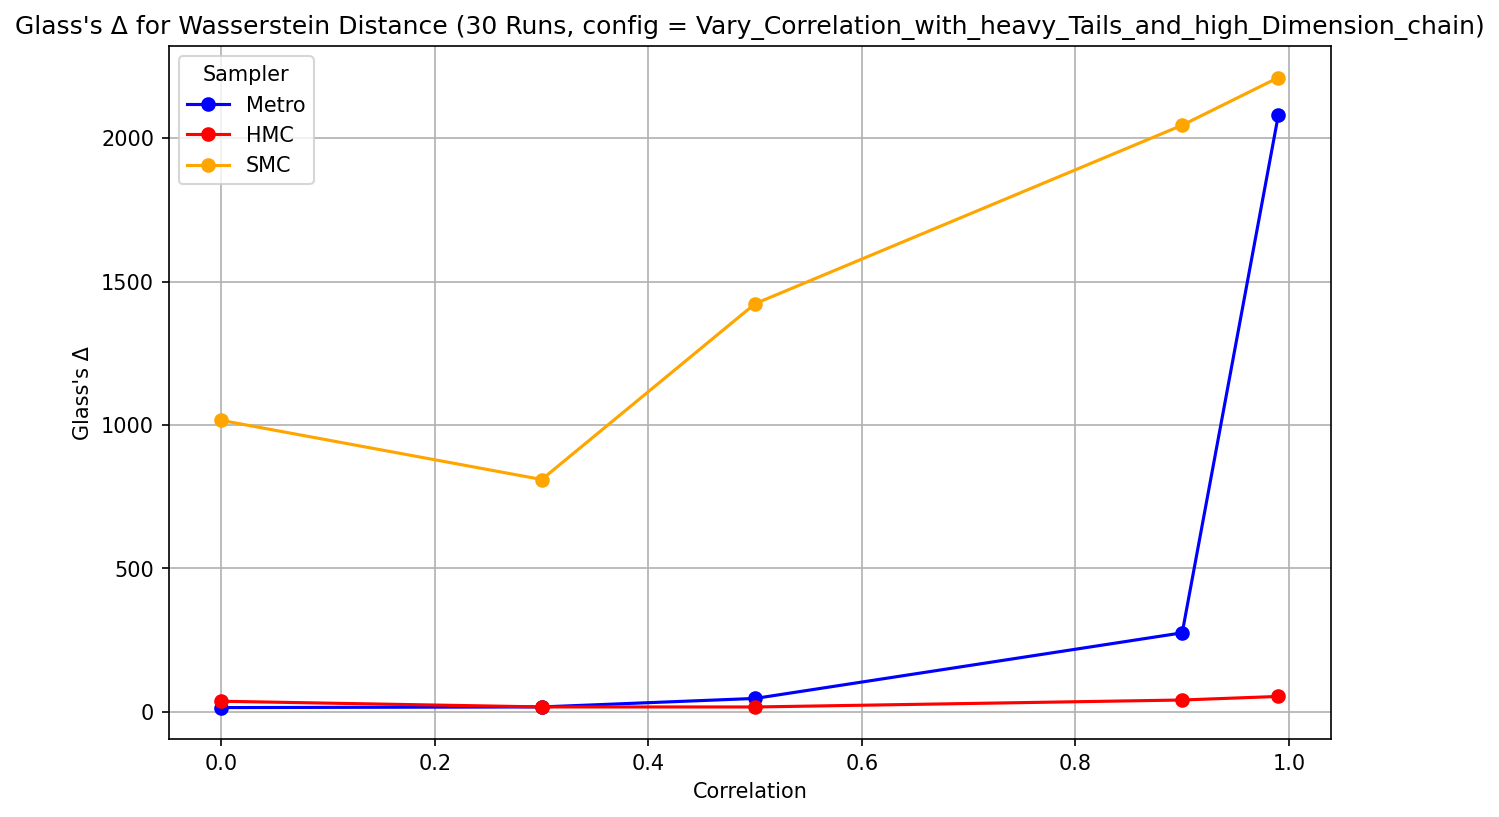 Glass's Δ for Wasserstein Distance (30 Runs, config = Vary_Correlation_with_heavy_Tails_and_high_Dimension_chain)
Sampler
Metro
HMC
SMC
Glass's Δ
2000
1500
1000
500
0
0.0 0.2 0.4 0.6 0.8 1.0
Correlation